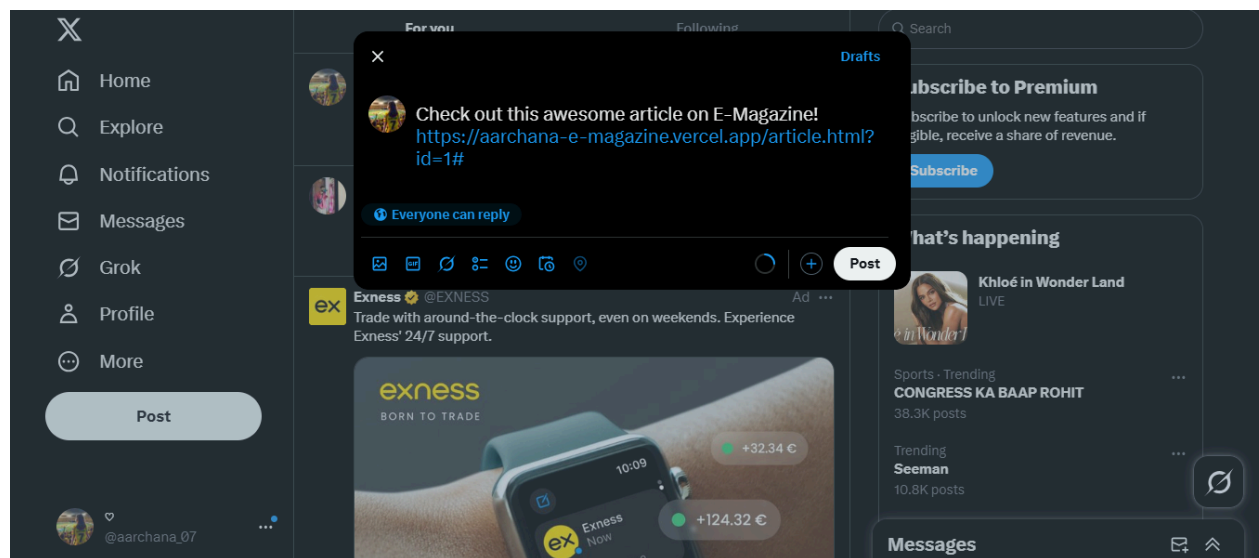 Home
Explore
Notifications
Messages
Grok
Profile
More
Post
♡
@aarchana_07
For you
Following
Drafts
Check out this awesome article on E-Magazine!
https://aarchana-e-magazine.vercel.app/article.html?
id=1#
Everyone can reply
GIF
Post
ex
Exness @EXNESS
Ad
Trade with around-the-clock support, even on weekends. Experience
Exness' 24/7 support.
exness
BORN TO TRADE
+32.34 €
10:09
ex
Exness
Now
+124.32 €
Search
ubscribe to Premium
bscribe to unlock new features and if
gible, receive a share of revenue.
Subscribe
hat's happening
Khloé in Wonder Land
LIVE
e in Wonder l
Sports · Trending
CONGRESS KA BAAP ROHIT
38.3K posts
Trending
Seeman
10.8K posts
Messages